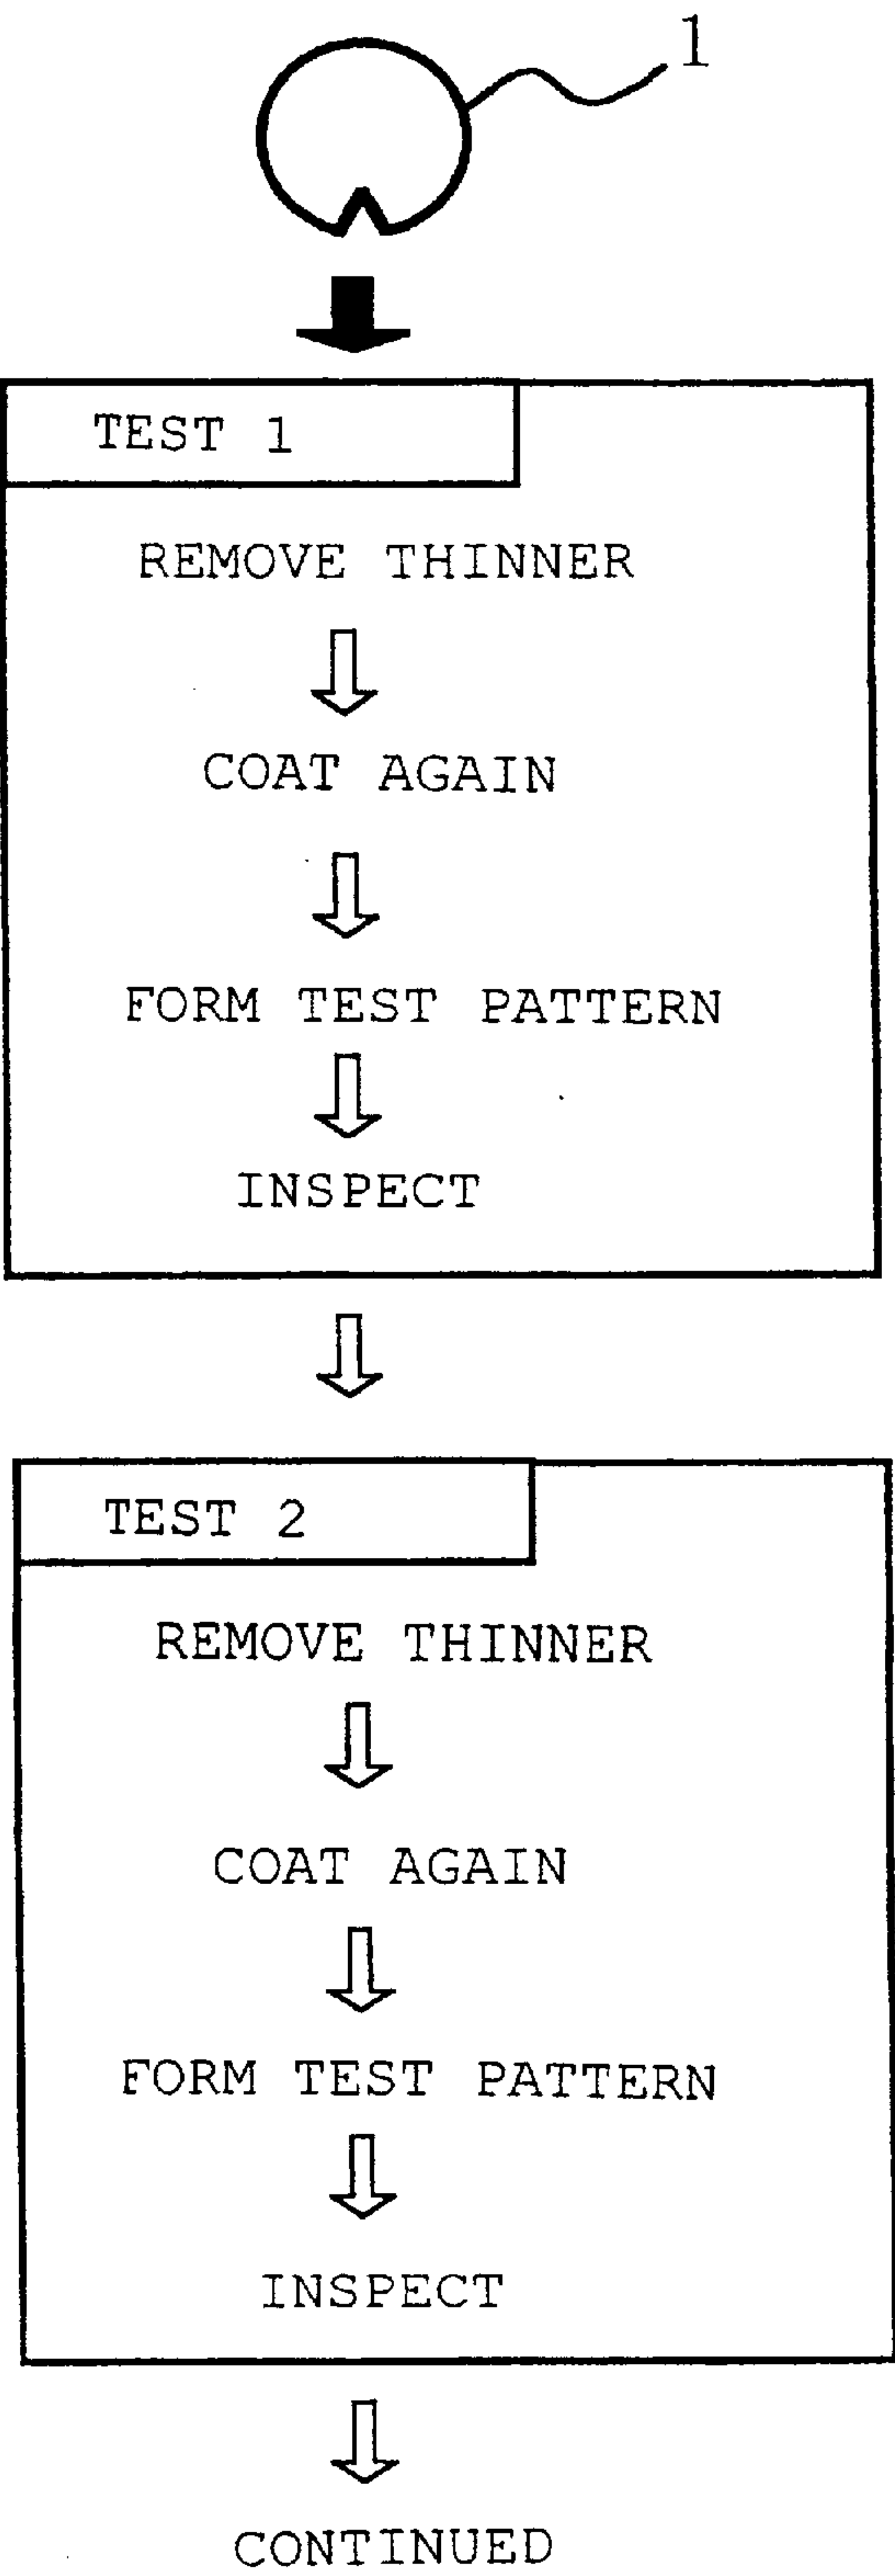 1
TEST 1
REMOVE THINNER
COAT AGAIN
FORM TEST PATTERN
INSPECT
TEST 2
REMOVE THINNER
COAT AGAIN
FORM TEST PATTERN
INSPECT
CONTINUED